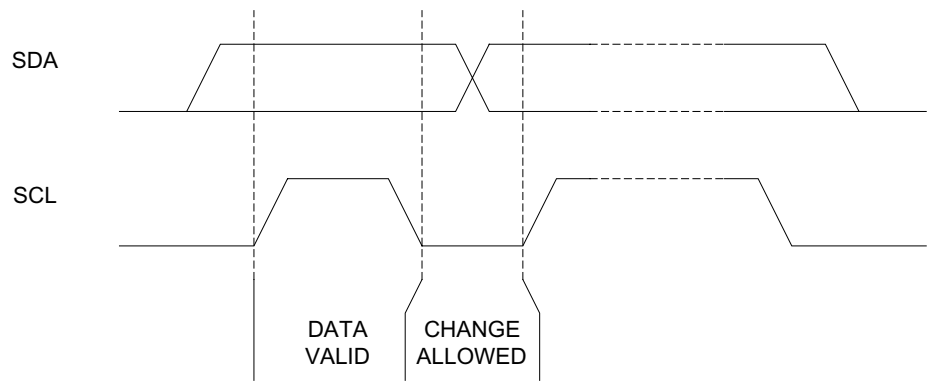 SDA
SCL
DATA
VALID
CHANGE
ALLOWED